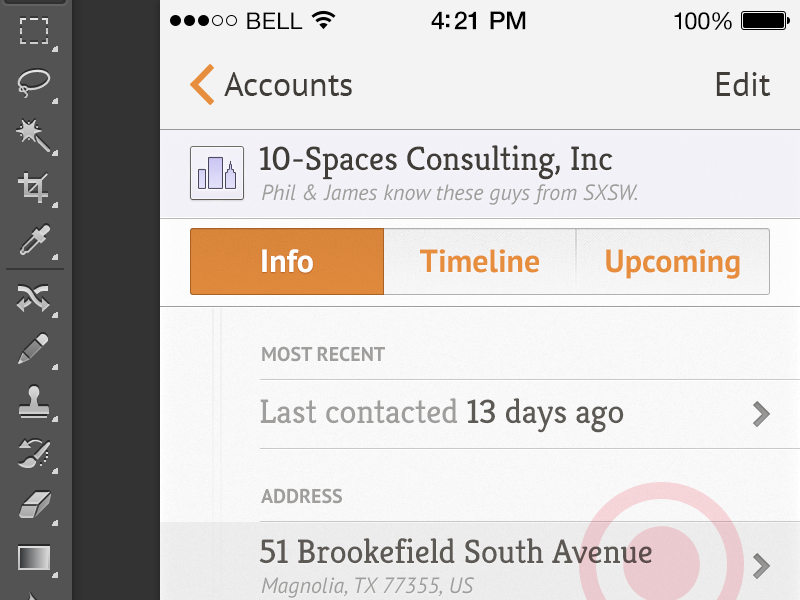 BELL 4:21 PM 100%
Accounts Edit
10-Spaces Consulting, Inc
Phil & James know these guys from SXSW.
Info Timeline Upcoming
MOST RECENT
Last contacted 13 days ago
ADDRESS
51 Brookefield South Avenue
Magnolia, TX 77355, US